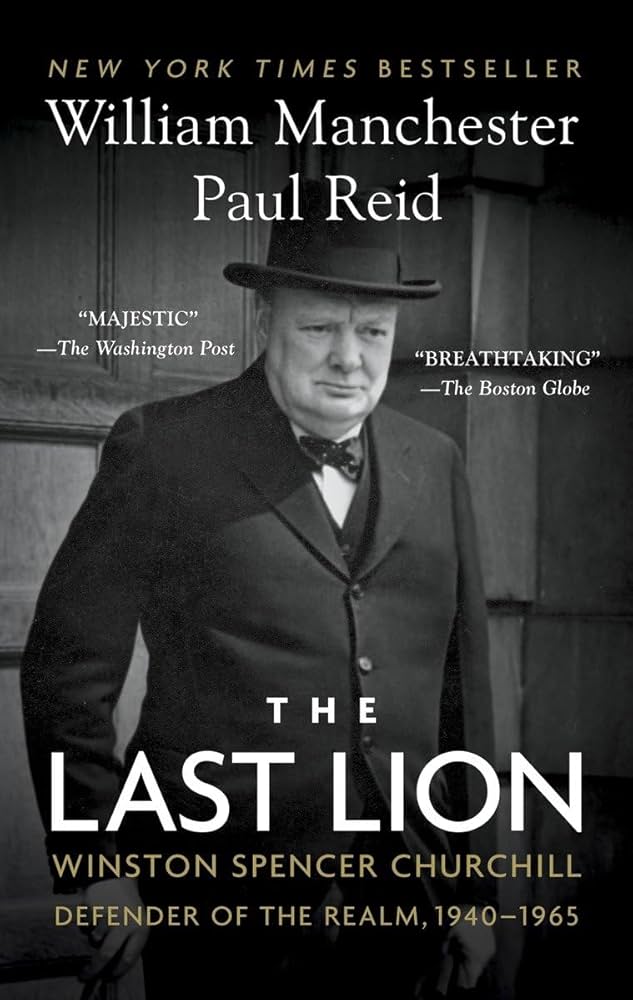 NEW YORK TIMES BESTSELLER
William Manchester
Paul Reid
“MAJESTIC”
—The Washington Post
“BREATHTAKING”
—The Boston Globe
THE
LAST LION
WINSTON SPENCER CHURCHILL
DEFENDER OF THE REALM, 1940–1965